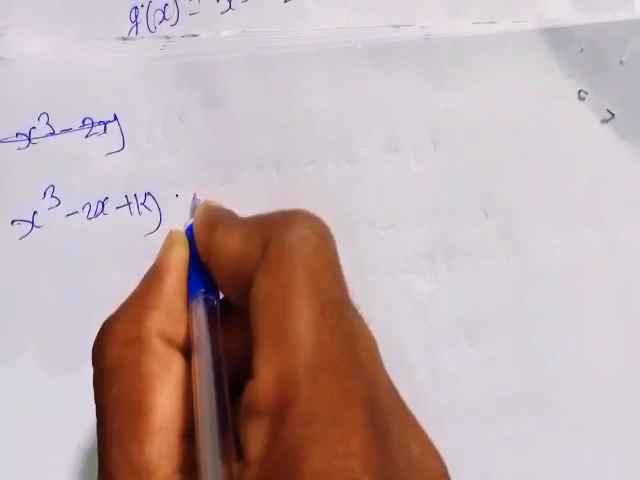 g'(x) = x
x³ - 2x)
x³ - 2x + k)